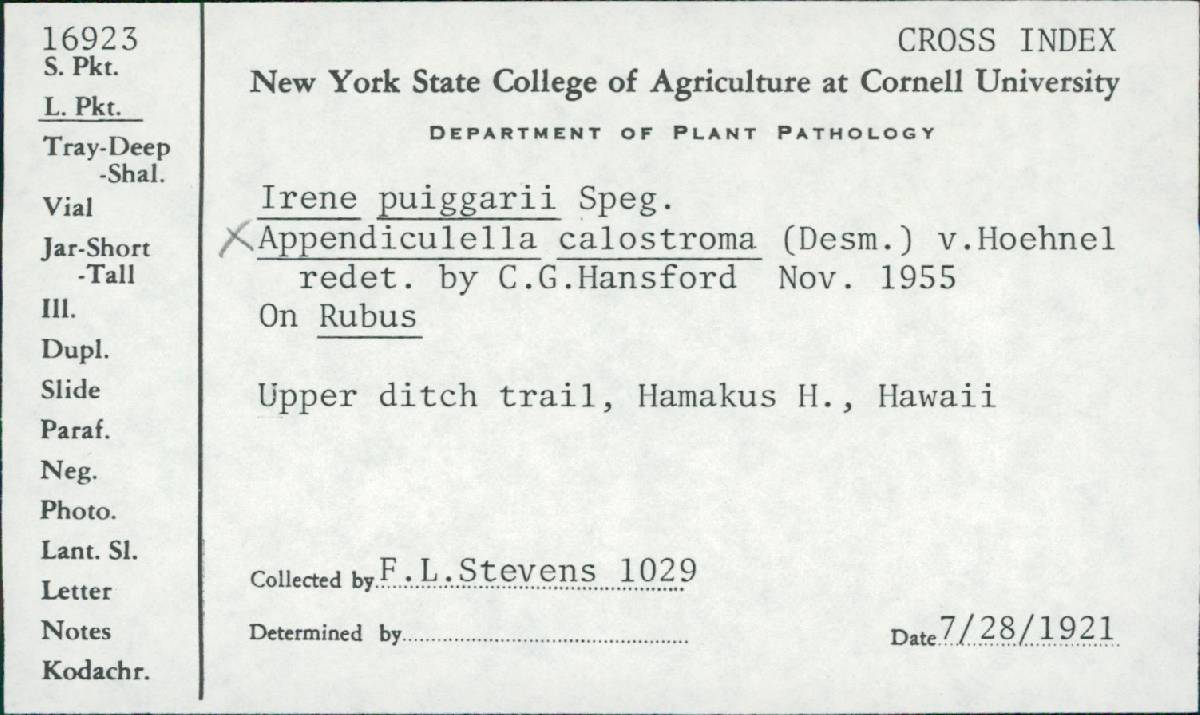 16923
S. Pkt.
L. Pkt.
Tray-Deep
-Shal.
Vial
Jar-Short
-Tall
Ill.
Dupl.
Slide
Paraf.
Neg.
Photo.
Lant. Sl.
Letter
Notes
Kodachr.
CROSS INDEX
New York State College of Agriculture at Cornell University
DEPARTMENT OF PLANT PATHOLOGY
Irene puiggarii Speg.
X Appendiculella calostroma (Desm.) v.Hoehnel
redet. by C.G.Hansford Nov. 1955
On Rubus
Upper ditch trail, Hamakus H., Hawaii
Collected by F.L.Stevens 1029
Determined by
Date 7/28/1921